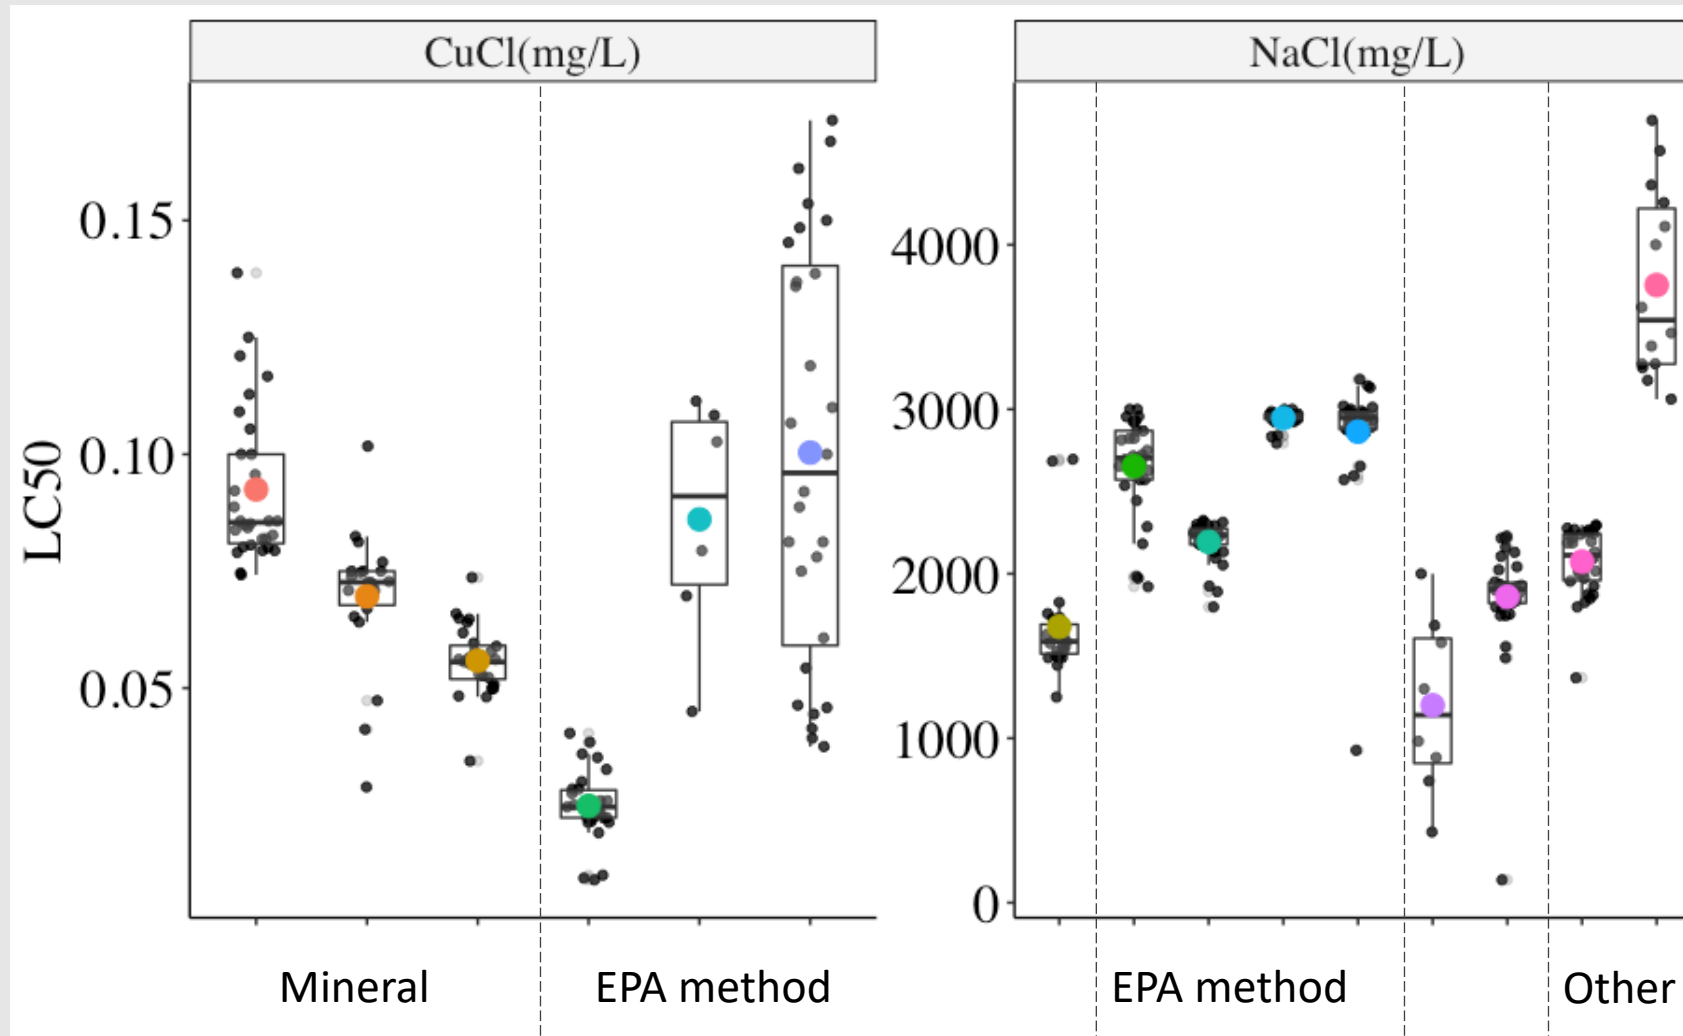 CuCl(mg/L)
NaCl(mg/L)
LC50
0.15
0.10
0.05
4000
3000
2000
1000
0
Mineral
EPA method
EPA method
Other